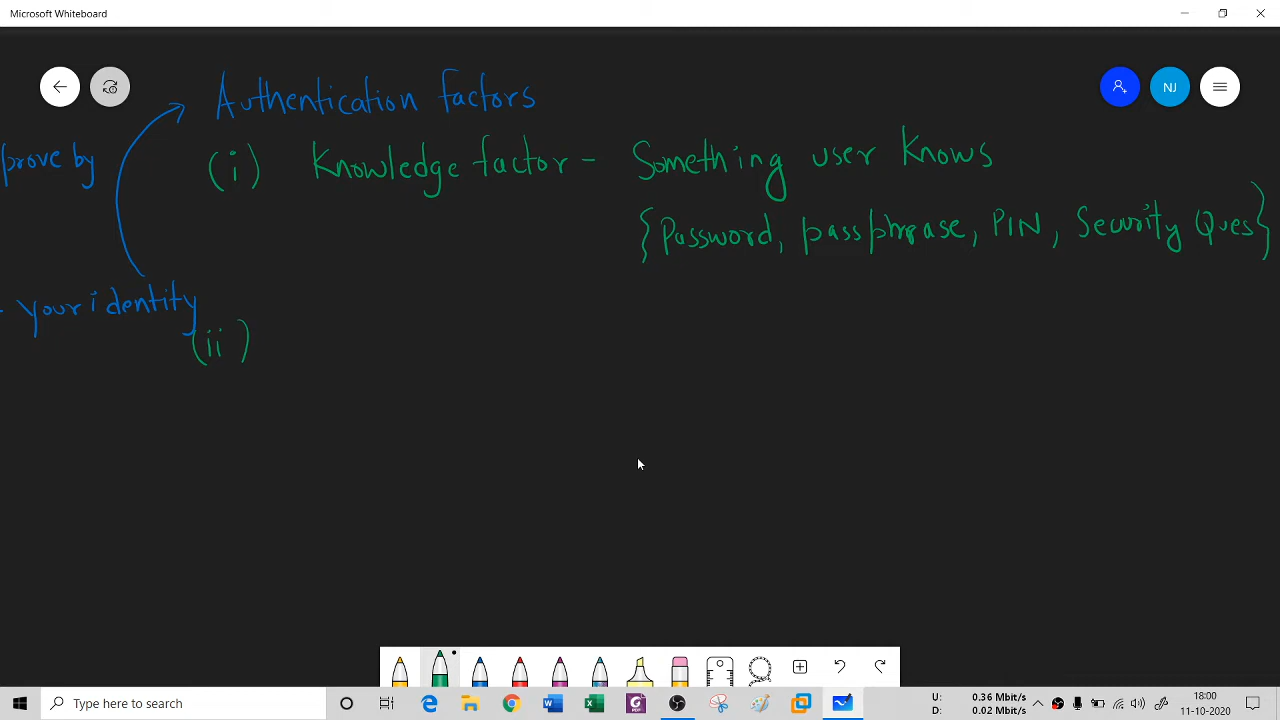 Microsoft Whiteboard
NJ
Authentication factors
prove by
(i) Knowledge factor - Something user knows
{Password, passphrase, PIN, Security Ques}
- your identity
(ii)
Type here to search
U: 0.36 Mbit/s
D: 0.02 Mbit/s
18:00
11-10-2020